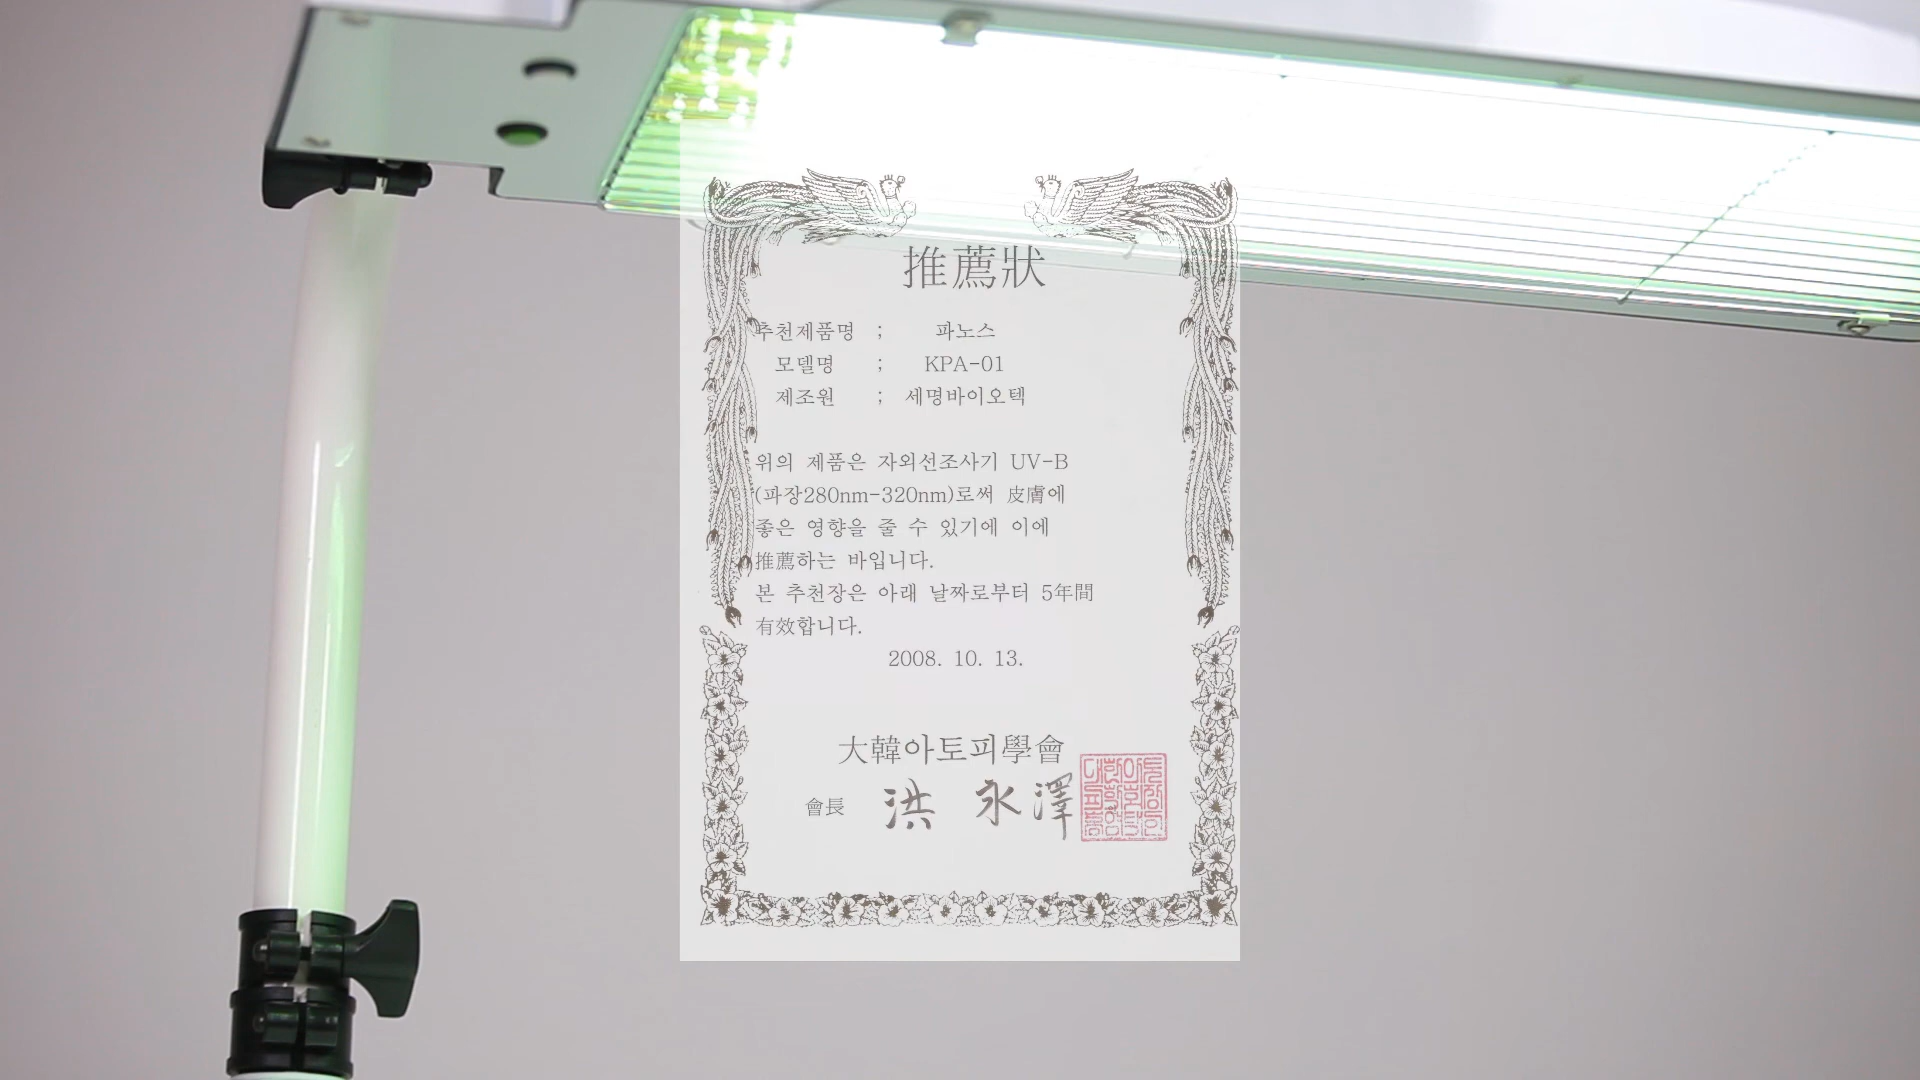 推薦狀
추천제품명 ; 파노스
모델명 ; KPA-01
제조원 ; 세명바이오텍
위의 제품은 자외선조사기 UV-B
(파장280nm-320nm)로써 皮膚에
좋은 영향을 줄 수 있기에 이에
推薦하는 바입니다.
본 추천장은 아래 날짜로부터 5年間
有效합니다.
2008. 10. 13.
大韓아토피學會
會長 洪 永 澤